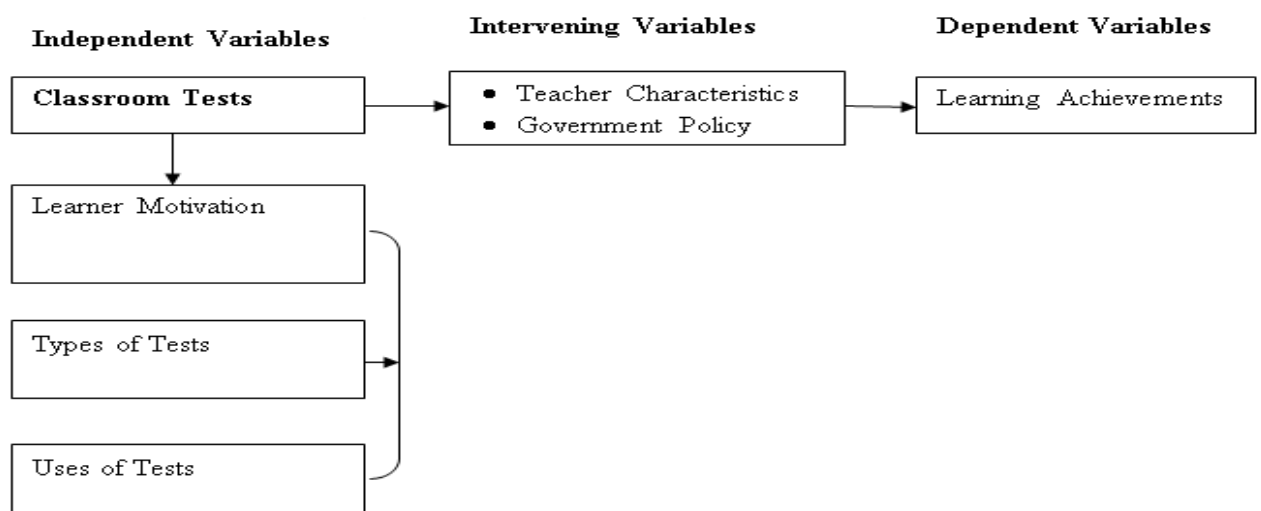 Independent Variables
Intervening Variables
Dependent Variables
Classroom Tests
• Teacher Characteristics
• Government Policy
Learning Achievements
Learner Motivation
Types of Tests
Uses of Tests